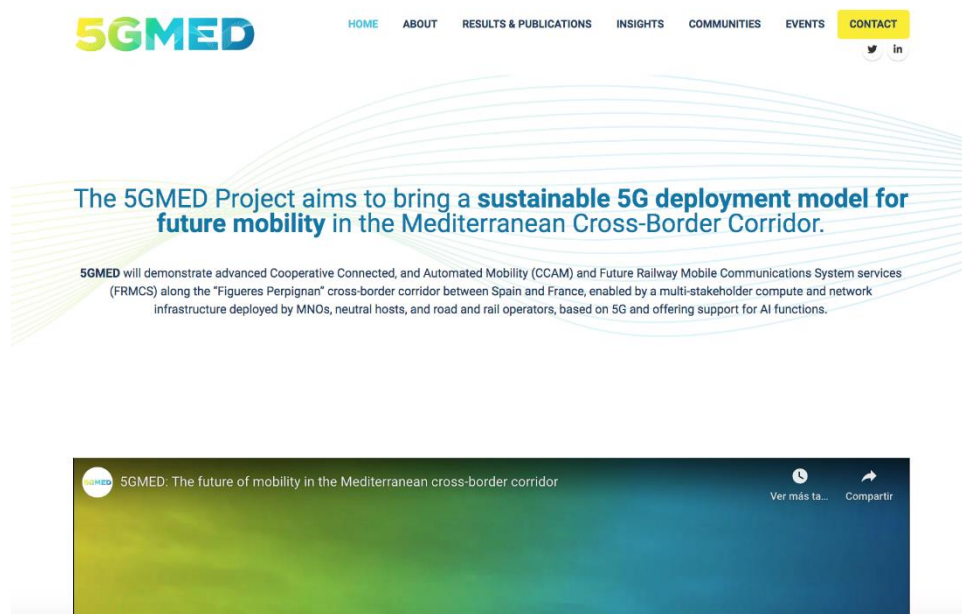 5GMED
HOME ABOUT RESULTS & PUBLICATIONS INSIGHTS COMMUNITIES EVENTS CONTACT
in
The 5GMED Project aims to bring a sustainable 5G deployment model for
future mobility in the Mediterranean Cross-Border Corridor.
5GMED will demonstrate advanced Cooperative Connected, and Automated Mobility (CCAM) and Future Railway Mobile Communications System services
(FRMCS) along the “Figueres Perpignan” cross-border corridor between Spain and France, enabled by a multi-stakeholder compute and network
infrastructure deployed by MNOs, neutral hosts, and road and rail operators, based on 5G and offering support for AI functions.
5GMED 5GMED: The future of mobility in the Mediterranean cross-border corridor
Ver más ta... Compartir